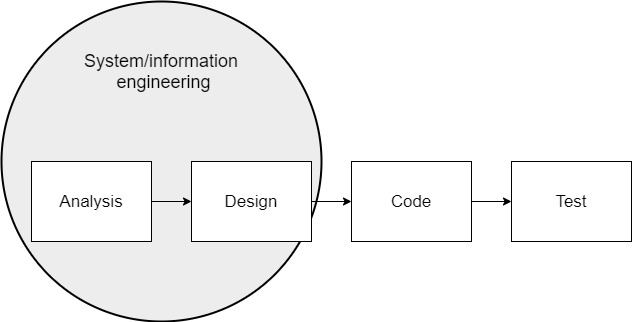 System/information
engineering
Analysis
Design
Code
Test